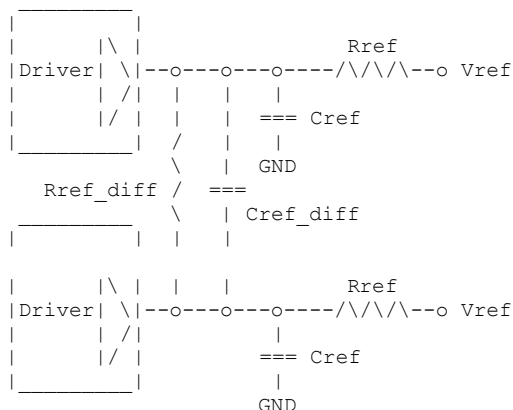 Rref
Driver Vref
Cref
GND
Rref_diff
Cref_diff
Rref
Driver Vref
Cref
GND